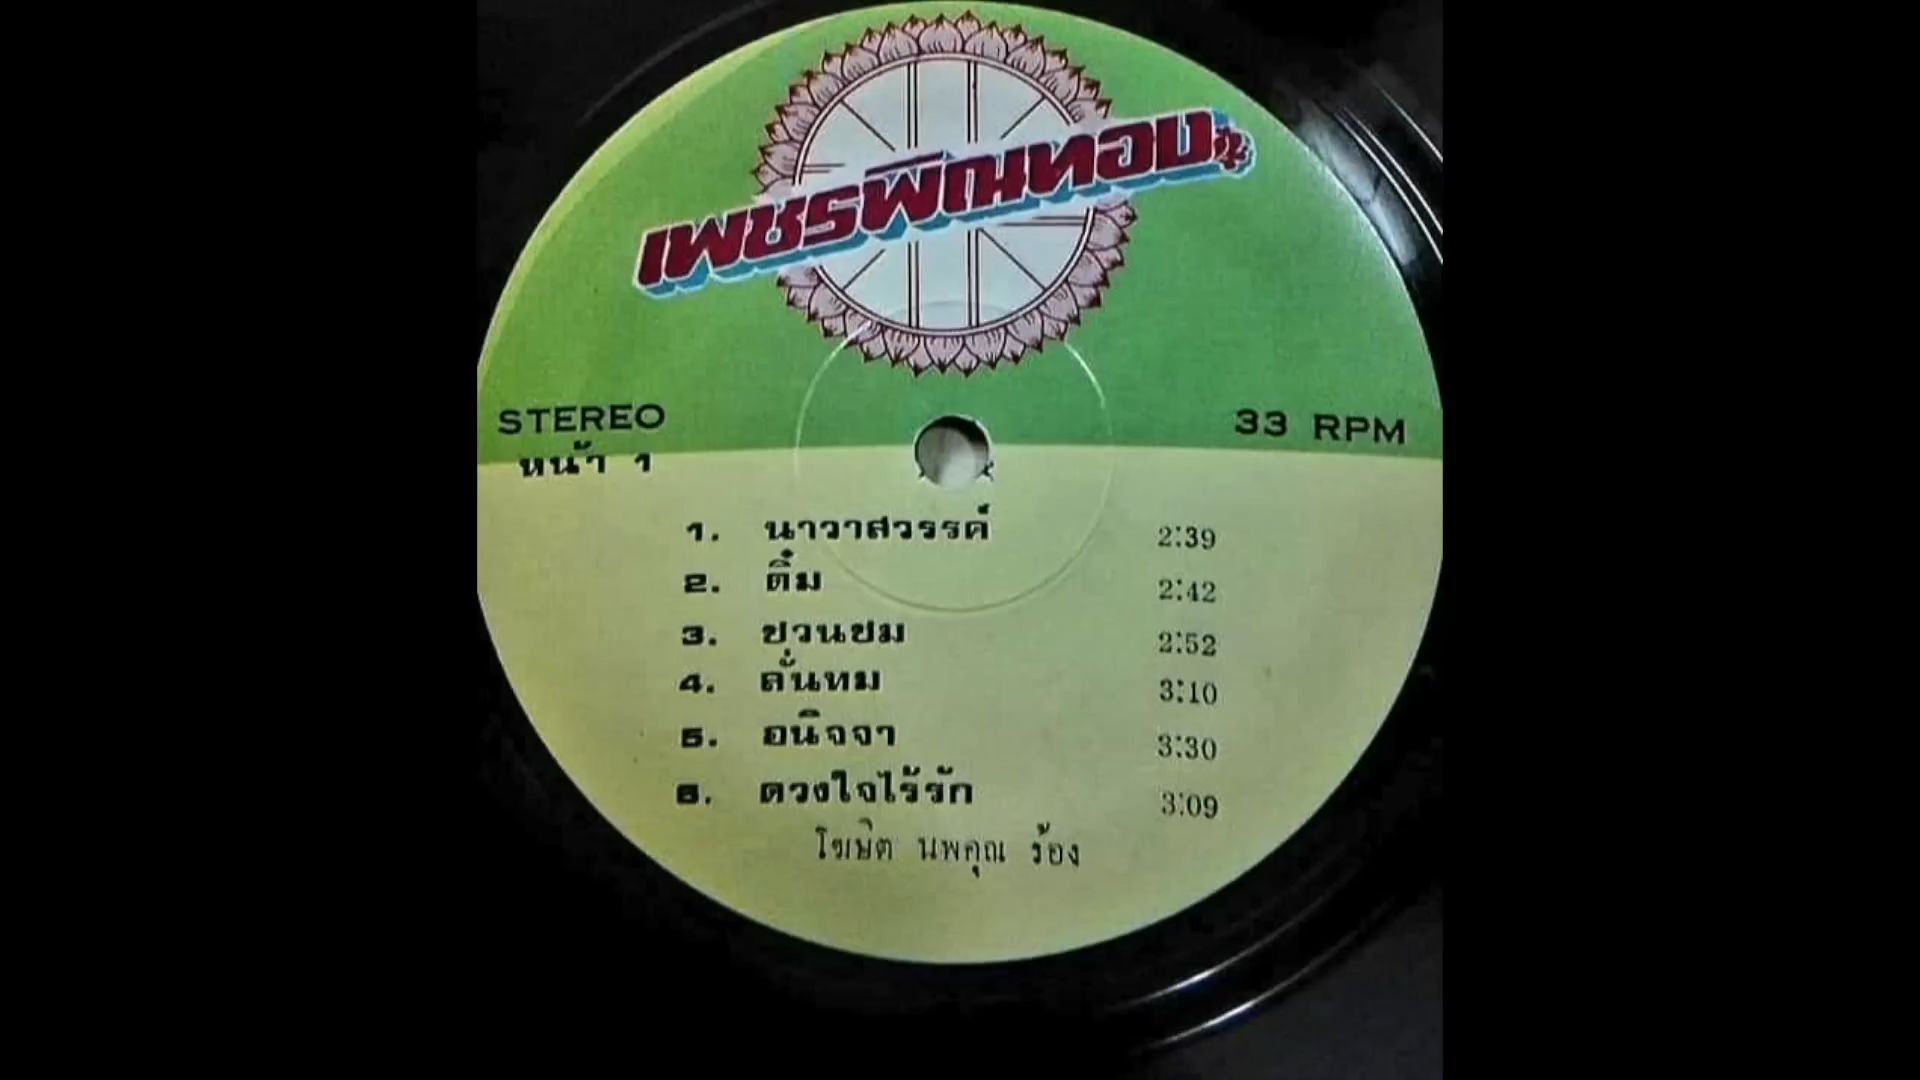 เพชรพิณทอง
STEREO
33 RPM
หน้า 1
1. นาวาสวรรค์ 2:39
2. ติ๋ม 2:42
3. ชวนชม 2:52
4. ลั่นทม 3:10
5. อนิจจา 3:30
6. ดวงใจไร้รัก 3:09
โฆษิต นพคุณ ร้อง